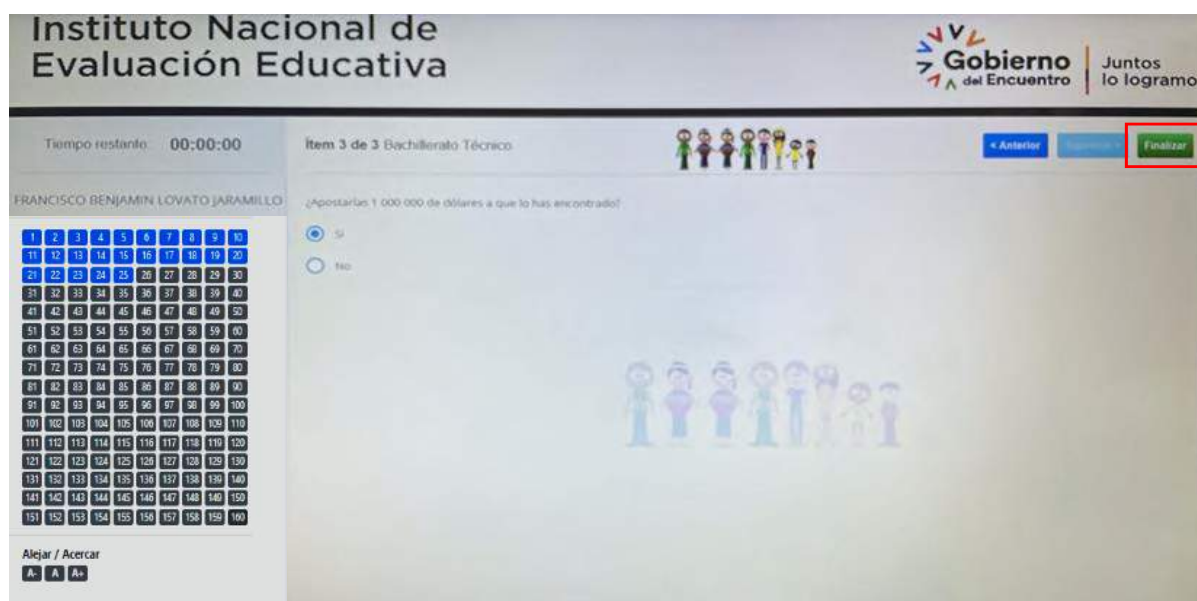 Instituto Nacional de
Evaluación Educativa
Gobierno
del Encuentro
Juntos
lo logramo
Tiempo restante: 00:00:00
Ítem 3 de 3 Bachillerato Técnico
< Anterior
Finalizar
FRANCISCO BENJAMIN LOVATO JARAMILLO
¿Apostarías 1 000 000 de dólares a que lo has encontrado?
Si
No
1 2 3 4 5 6 7 8 9 10
11 12 13 14 15 16 17 18 19 20
21 22 23 24 25 26 27 28 29 30
31 32 33 34 35 36 37 38 39 40
41 42 43 44 45 46 47 48 49 50
51 52 53 54 55 56 57 58 59 60
61 62 63 64 65 66 67 68 69 70
71 72 73 74 75 76 77 78 79 80
81 82 83 84 85 86 87 88 89 90
91 92 93 94 95 96 97 98 99 100
101 102 103 104 105 106 107 108 109 110
111 112 113 114 115 116 117 118 119 120
121 122 123 124 125 126 127 128 129 130
131 132 133 134 135 136 137 138 139 140
141 142 143 144 145 146 147 148 149 150
151 152 153 154 155 156 157 158 159 160
Alejar / Acercar
A- A A+